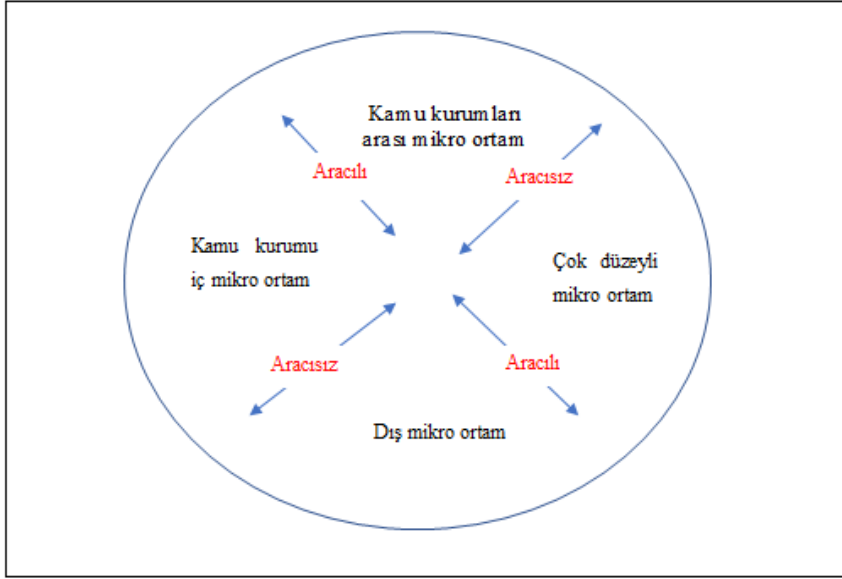 Kamu kurumları
arası mikro ortam
Aracılı
Aracısız
Kamu kurumu
iç mikro ortam
Çok düzeyli
mikro ortam
Aracısız
Aracılı
Dış mikro ortam